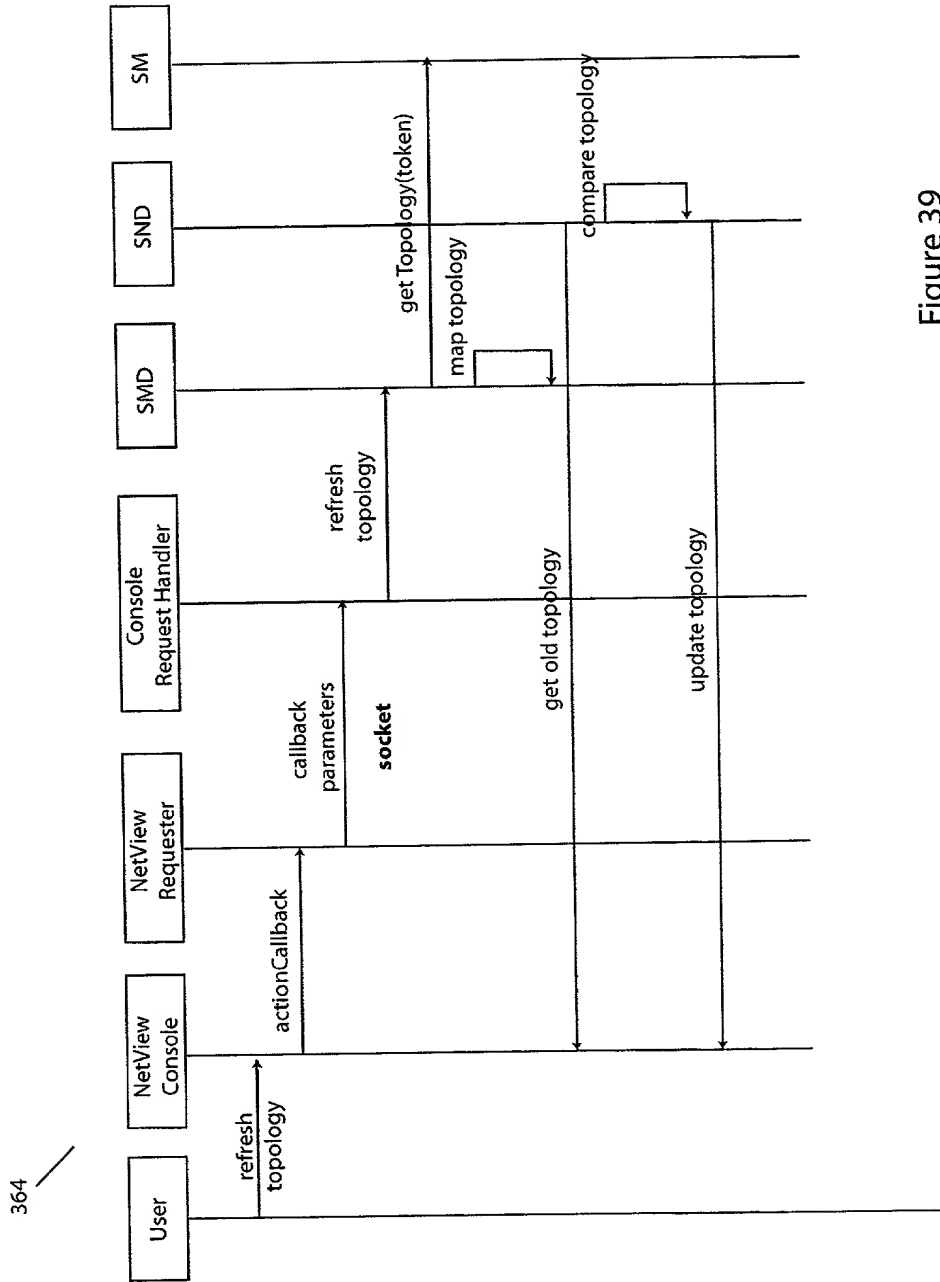 364
User
NetView
Console
NetView
Requester
Console
Request Handler
SMD
SND
SM
refresh
topology
actionCallback
callback
parameters
socket
refresh
topology
get Topology(token)
map topology
get old topology
compare topology
update topology
Figure 39